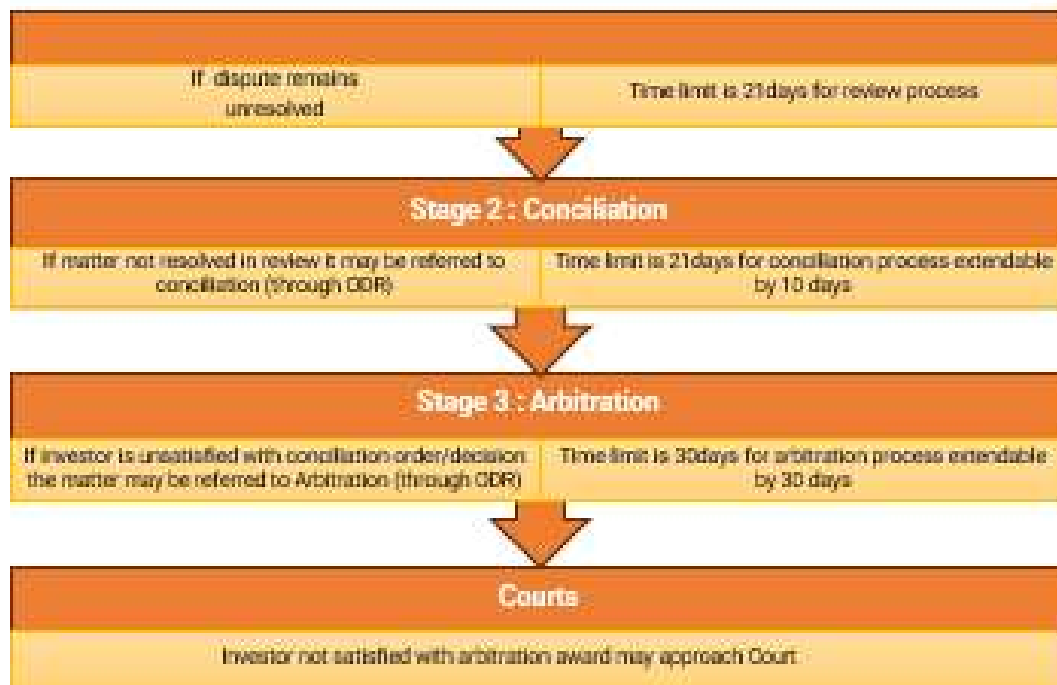 If dispute remains
unresolved
Time limit is 21days for review process
Stage 2 : Conciliation
If matter not resolved in review it may be referred to
conciliation (through ODR)
Time limit is 21days for conciliation process extendable
by 10 days
Stage 3 : Arbitration
If investor is unsatisfied with conciliation order/decision
the matter may be referred to Arbitration (through ODR)
Time limit is 30days for arbitration process extendable
by 30 days
Courts
Investor not satisfied with arbitration award may approach Court